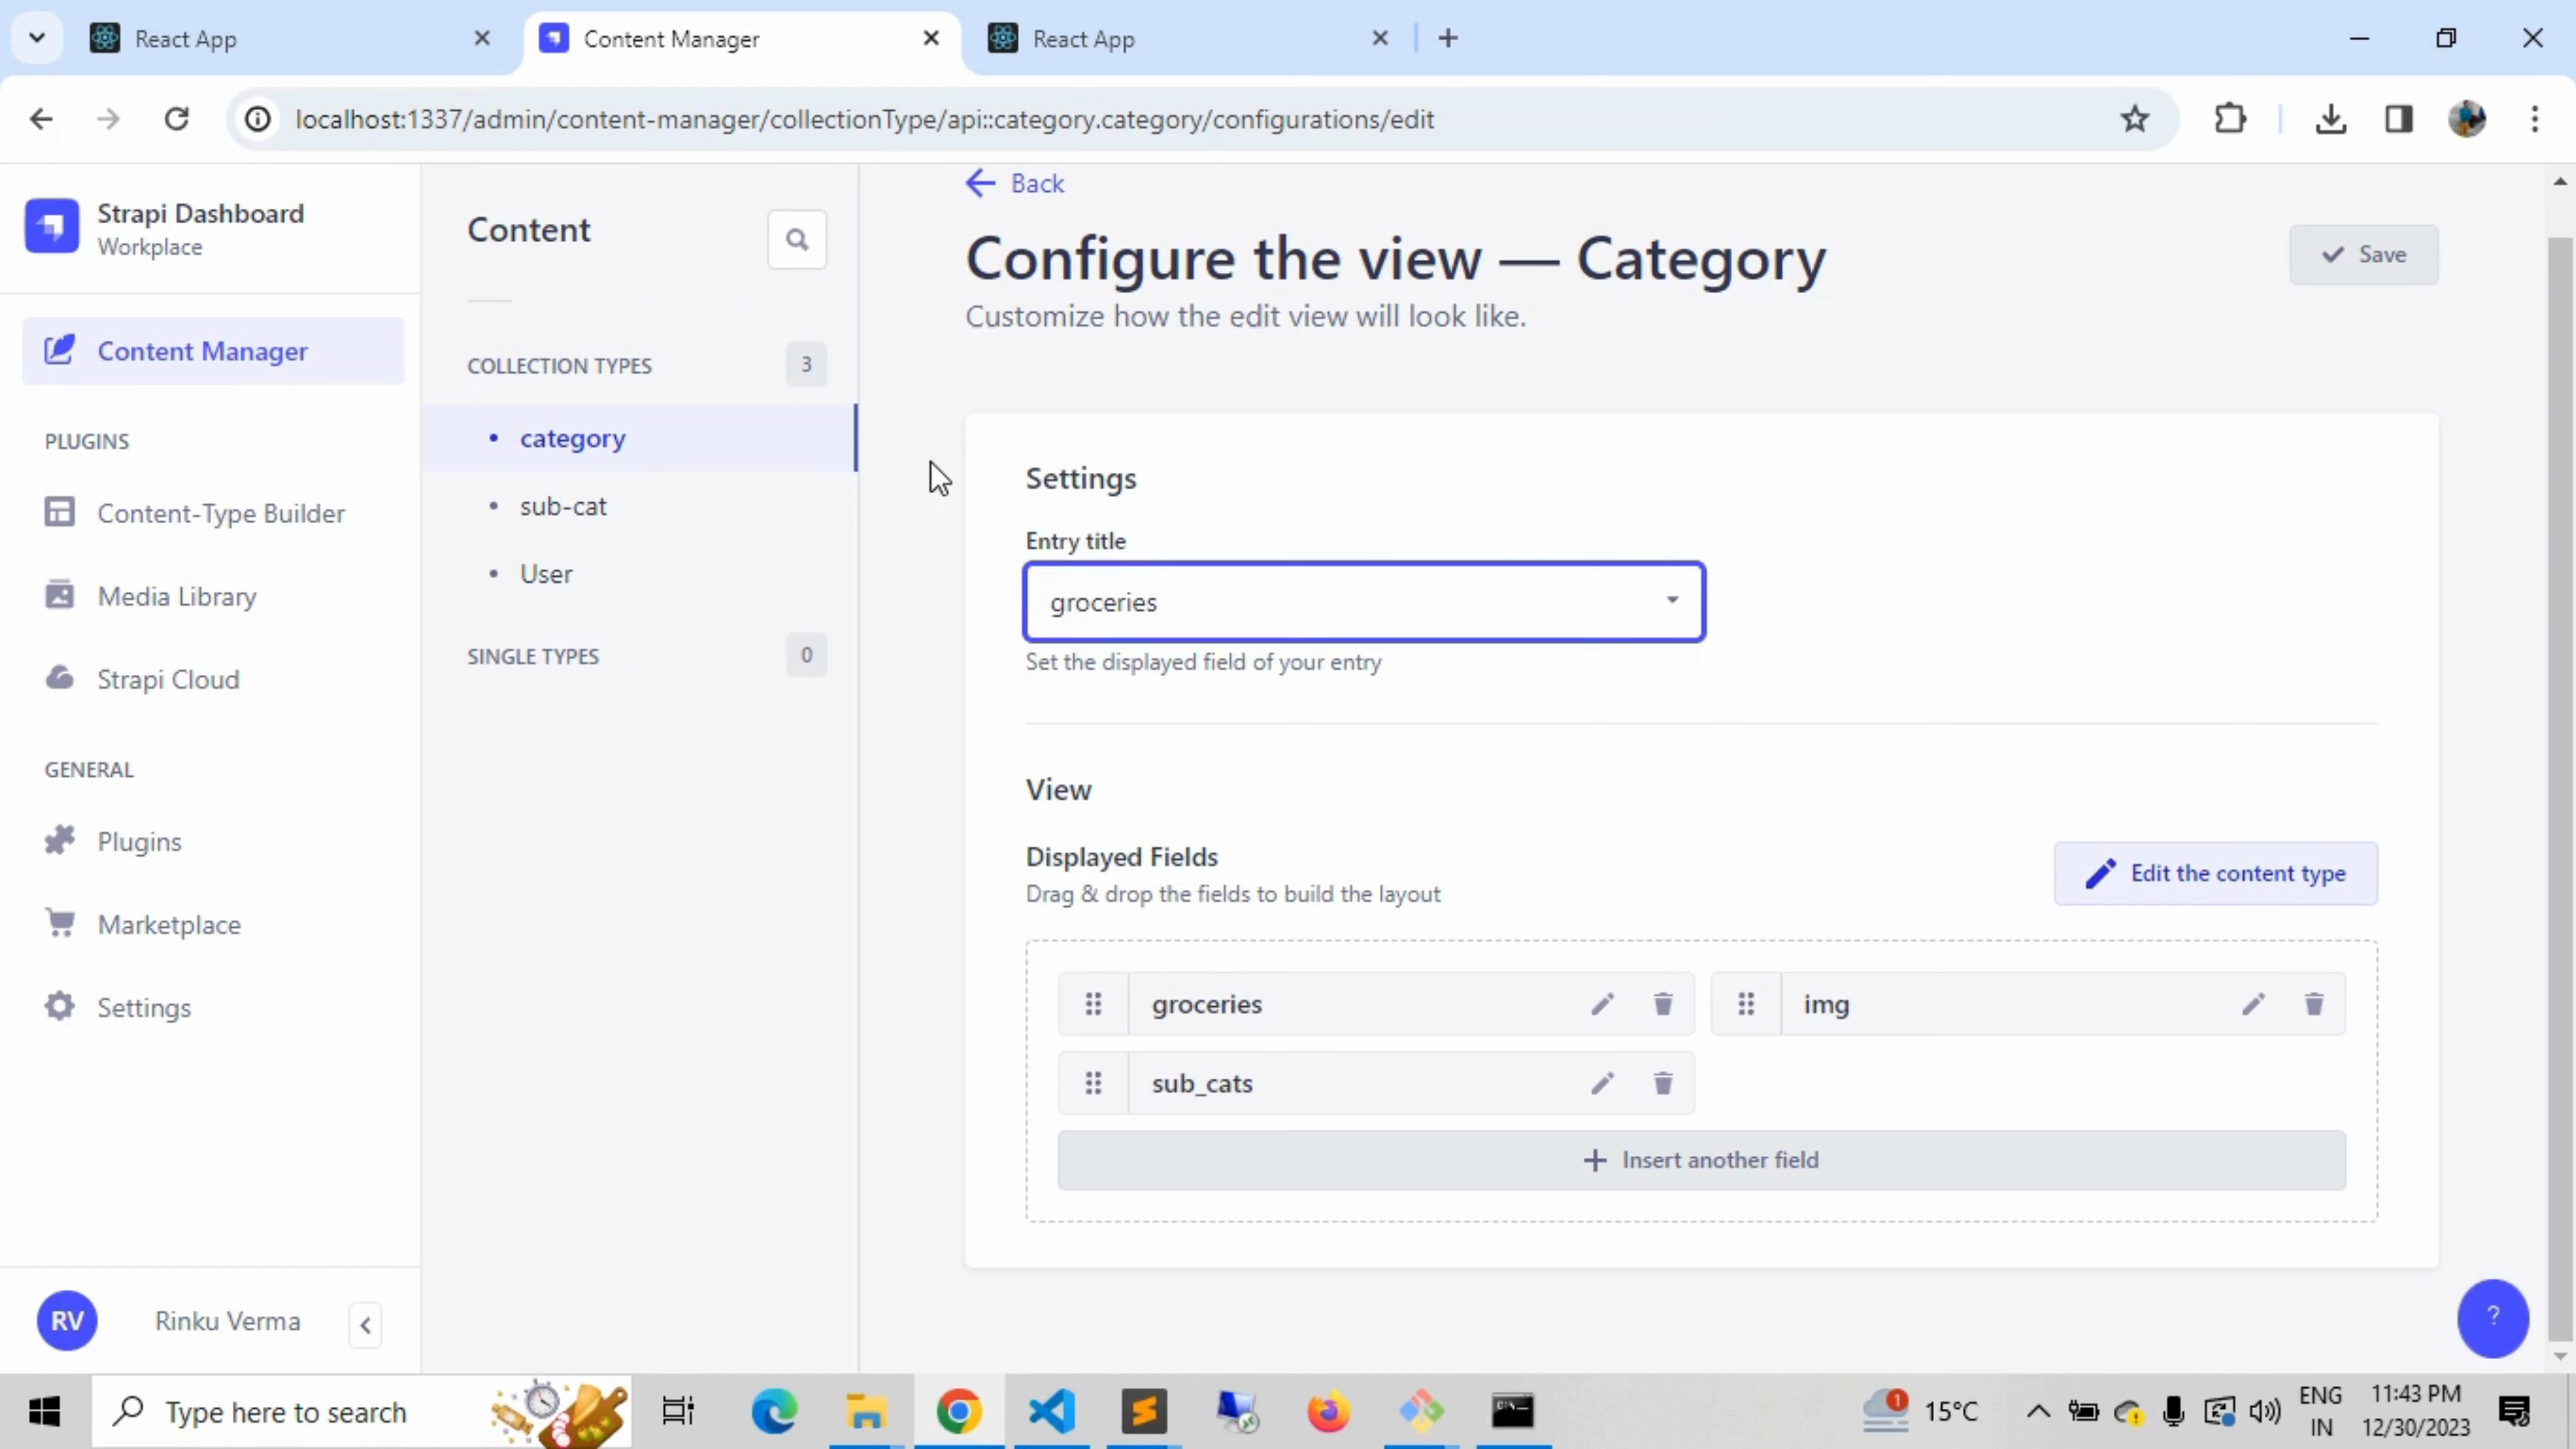 React App
Content Manager
React App
localhost:1337/admin/content-manager/collectionType/api::category.category/configurations/edit
Strapi Dashboard
Workplace
Content Manager
PLUGINS
Content-Type Builder
Media Library
Strapi Cloud
GENERAL
Plugins
Marketplace
Settings
RV
Rinku Verma
Content
COLLECTION TYPES
3
category
sub-cat
User
SINGLE TYPES
0
Back
Configure the view — Category
Save
Customize how the edit view will look like.
Settings
Entry title
groceries
Set the displayed field of your entry
View
Displayed Fields
Drag & drop the fields to build the layout
Edit the content type
groceries
img
sub_cats
Insert another field
?
Type here to search
1
15°C
ENG
IN
11:43 PM
12/30/2023